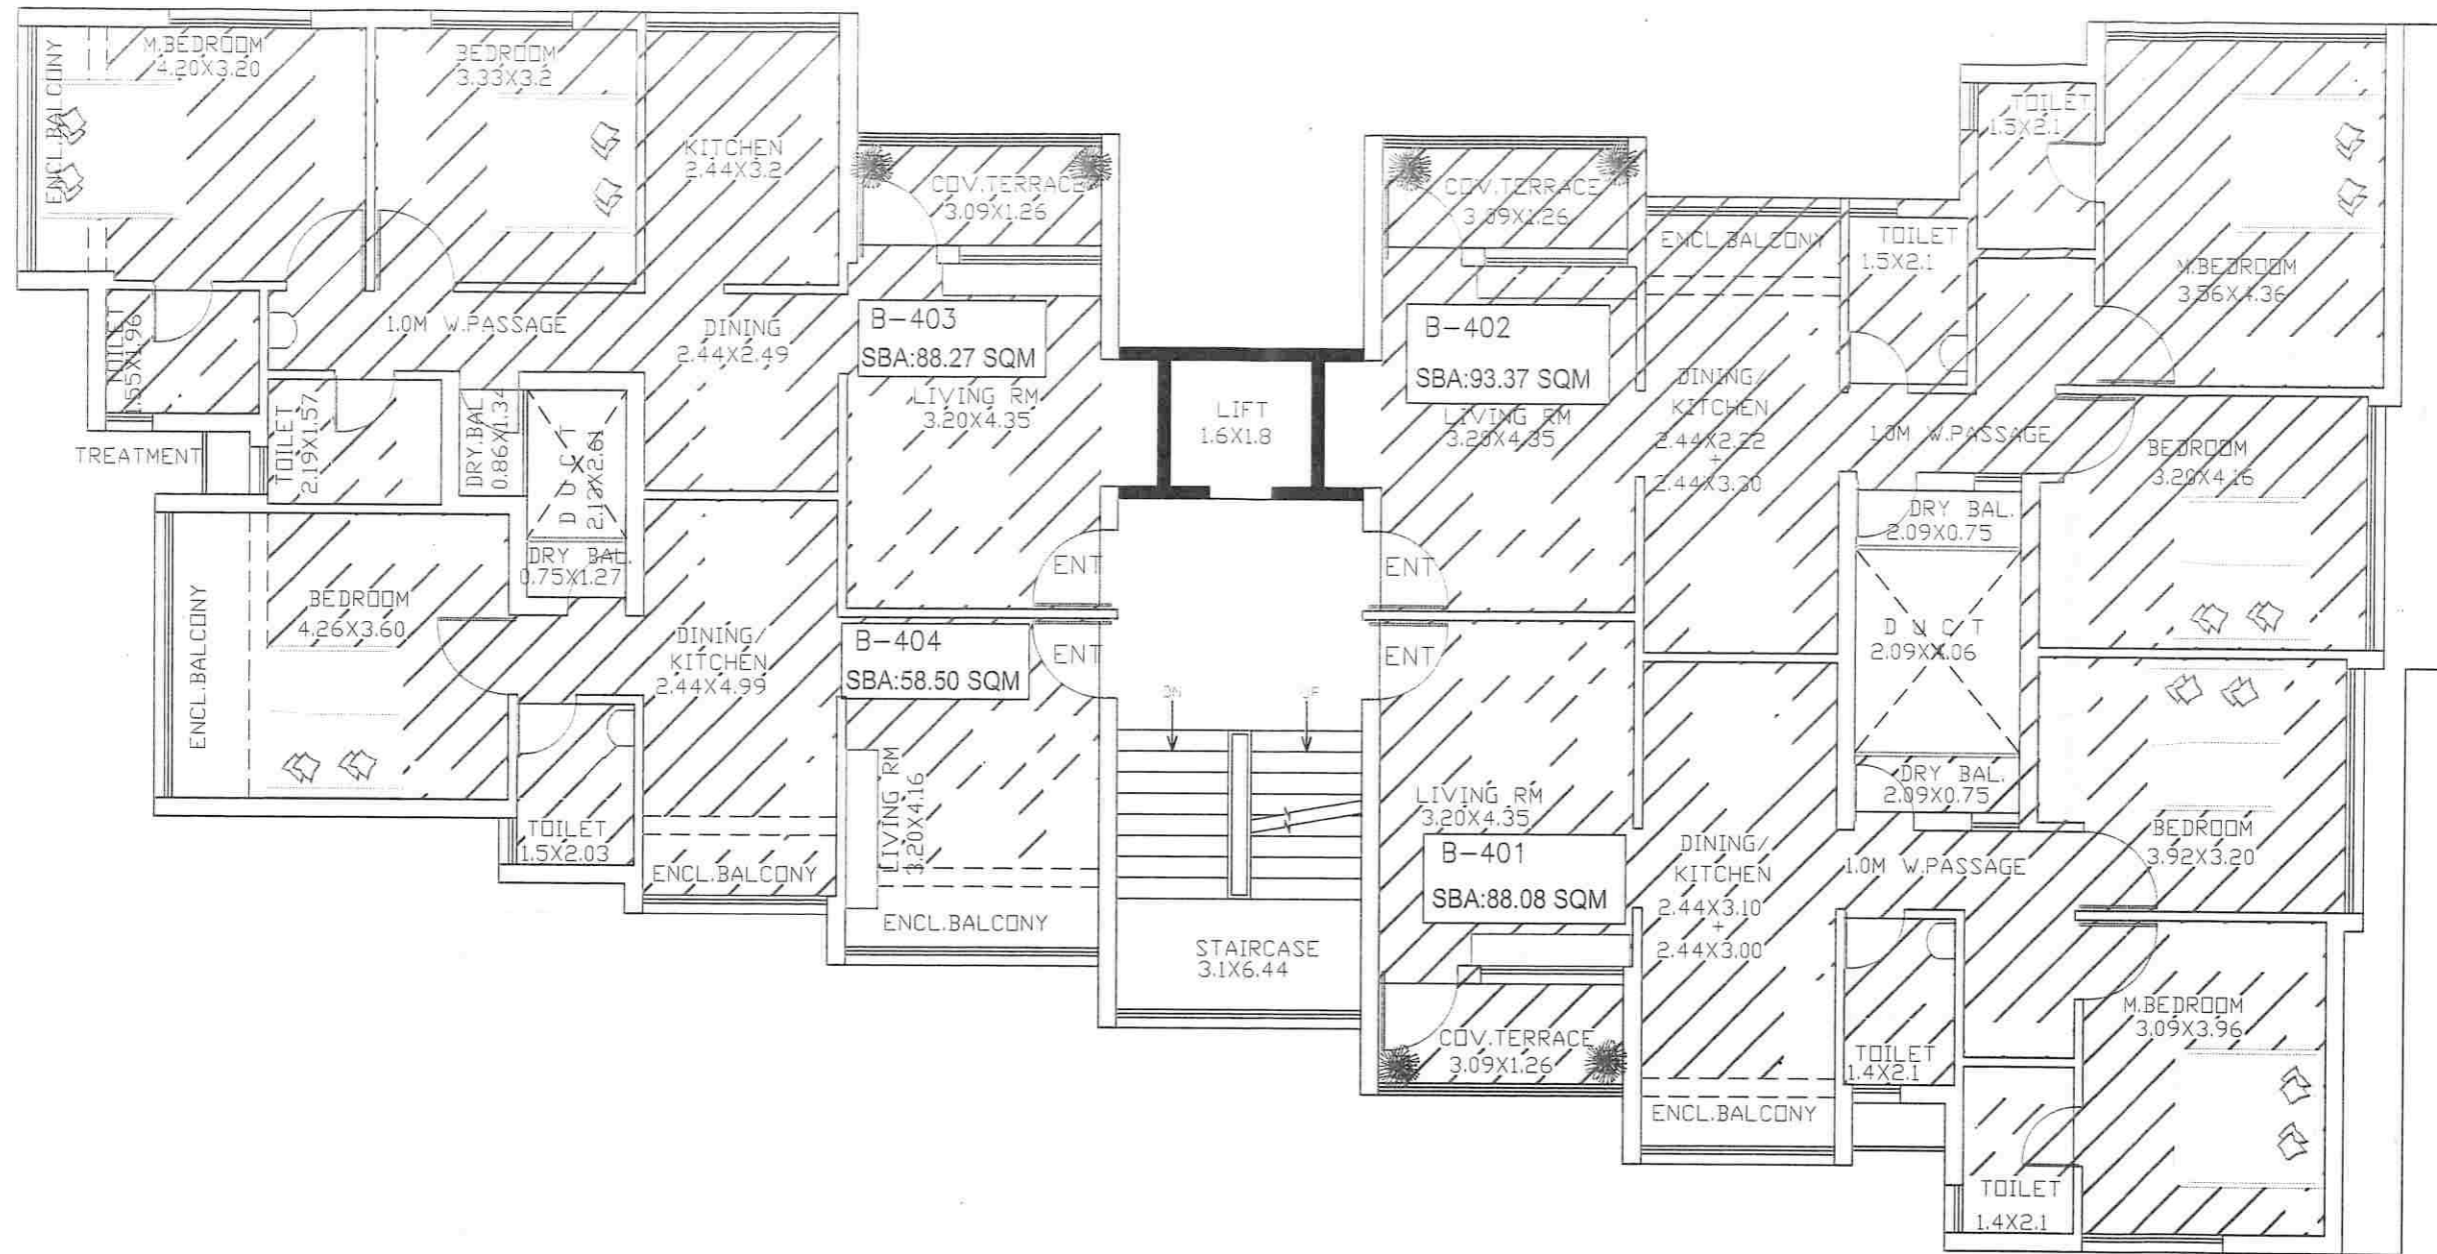 ENCL.BALCONY
M.BEDROOM
4.20X3.20
BEDROOM
3.33X3.2
KITCHEN
2.44X3.2
COV.TERRACE
3.09X1.26
TOILET
1.55X1.96
1.0M W.PASSAGE
DINING
2.44X2.49
B-403
SBA:88.27 SQM
LIVING RM
3.20X4.35
TREATMENT
TOILET
2.19X1.57
DRY.BAL
0.86X1.34
DUCT
2.13X2.61
DRY BAL.
0.75X1.27
ENT
LIFT
1.6X1.8
COV.TERRACE
3.09X1.26
ENCL.BALCONY
TOILET
1.5X2.1
TOILET
1.5X2.1
M.BEDROOM
3.56X4.36
B-402
SBA:93.37 SQM
LIVING RM
3.20X4.35
DINING/
KITCHEN
2.44X2.22
+
2.44X3.30
1.0M W.PASSAGE
BEDROOM
3.20X4.16
DRY BAL.
2.09X0.75
ENT
DUCT
2.09X4.06
ENCL.BALCONY
BEDROOM
4.26X3.60
DINING/
KITCHEN
2.44X4.99
B-404
SBA:58.50 SQM
ENT
LIVING RM
3.20X4.16
TOILET
1.5X2.03
ENCL.BALCONY
ENCL.BALCONY
DN
UP
STAIRCASE
3.1X6.44
ENT
DRY BAL.
2.09X0.75
LIVING RM
3.20X4.35
B-401
SBA:88.08 SQM
DINING/
KITCHEN
2.44X3.10
+
2.44X3.00
1.0M W.PASSAGE
BEDROOM
3.92X3.20
COV.TERRACE
3.09X1.26
TOILET
1.4X2.1
M.BEDROOM
3.09X3.96
ENCL.BALCONY
TOILET
1.4X2.1